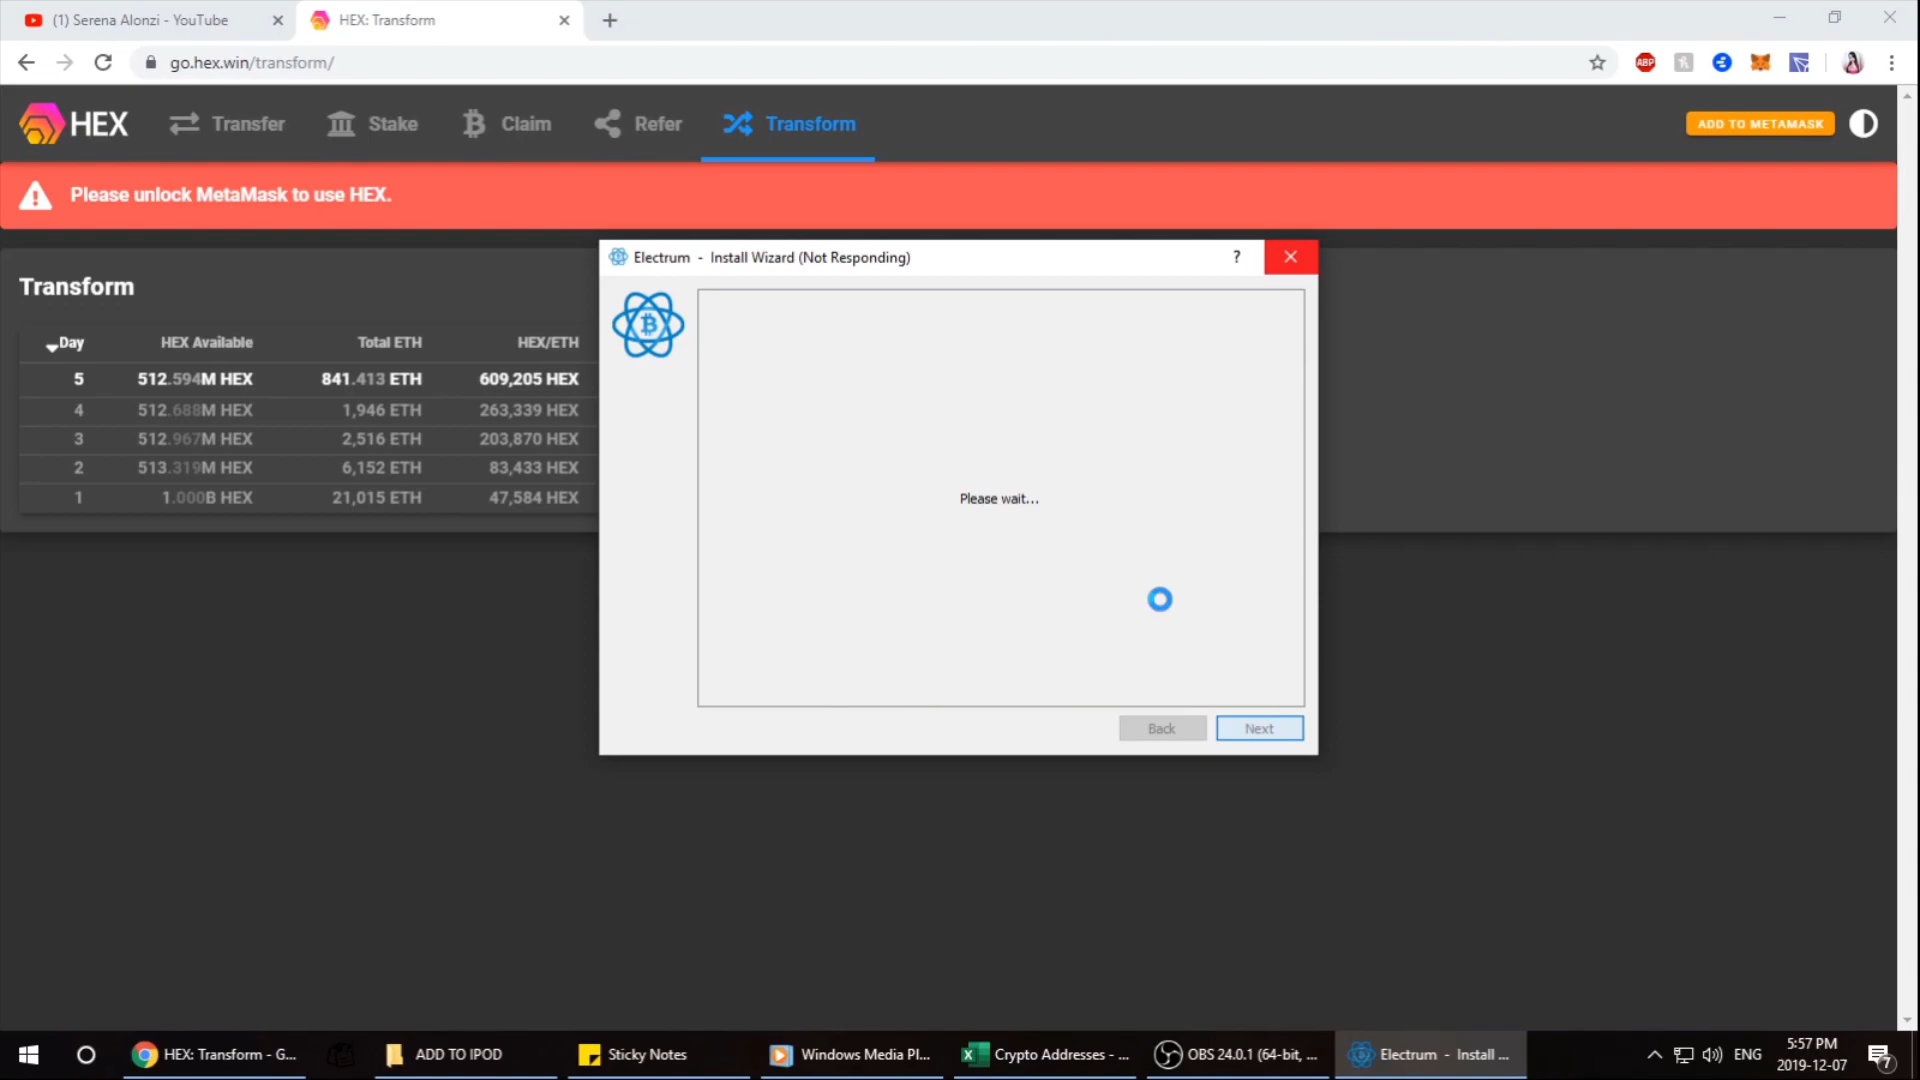 (1) Serena Alonzi - YouTube
HEX: Transform
go.hex.win/transform/
ABP
HEX
Transfer
Stake
Claim
Refer
Transform
ADD TO METAMASK
Please unlock MetaMask to use HEX.
Transform
Day HEX Available Total ETH HEX/ETH
5 512.594M HEX 841.413 ETH 609,205 HEX
4 512.688M HEX 1,946 ETH 263,339 HEX
3 512.967M HEX 2,516 ETH 203,870 HEX
2 513.319M HEX 6,152 ETH 83,433 HEX
1 1.000B HEX 21,015 ETH 47,584 HEX
Electrum - Install Wizard (Not Responding)
?
Please wait...
Back
Next
HEX: Transform - G...
ADD TO IPOD
Sticky Notes
Windows Media Pl...
Crypto Addresses - ...
OBS 24.0.1 (64-bit, ...
Electrum - Install ...
ENG
5:57 PM
2019-12-07
7